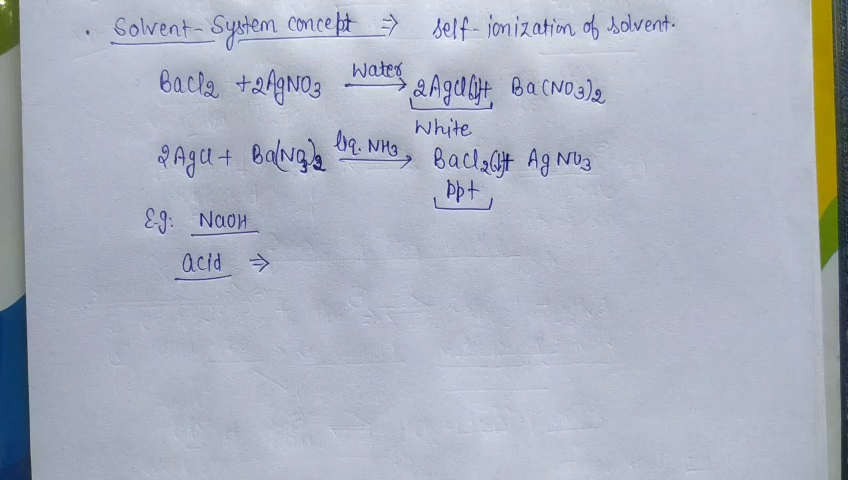 . Solvent-System concept ⇒ self-ionization of solvent.
BaCl2 + 2AgNO3 Water → 2AgCl(↓)+ Ba(NO3)2
White
2AgCl + Ba(NO3)2 liq. NH3 → BaCl2(↓)+ AgNO3
ppt
E.g: NaOH
acid ⇒